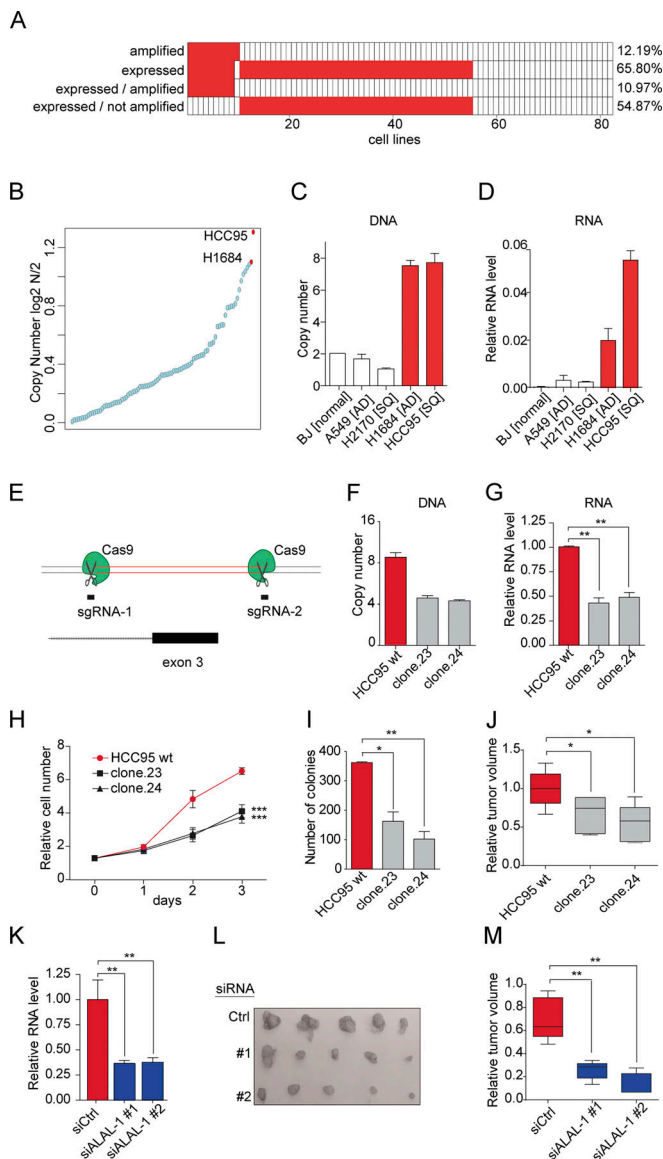 A
amplified 12.19%
expressed 65.80%
expressed / amplified 10.97%
expressed / not amplified 54.87%
20 40 60 80
cell lines
B
Copy Number log2 N/2
1.2
0.8
0.4
0.0
HCC95
H1684
C
DNA
Copy number
8
6
4
2
0
BJ [normal]
A549 [AD]
H2170 [SQ]
H1684 [AD]
HCC95 [SQ]
D
RNA
Relative RNA level
0.06
0.04
0.02
0.00
BJ [normal]
A549 [AD]
H2170 [SQ]
H1684 [AD]
HCC95 [SQ]
E
Cas9 Cas9
sgRNA-1 sgRNA-2
exon 3
F
DNA
Copy number
16
8
4
0
HCC95 wt
clone.23
clone.24
G
RNA
Relative RNA level
1.25
1.00
0.75
0.50
0.25
0.00
**
**
HCC95 wt
clone.23
clone.24
H
Relative cell number
8
6
4
2
0
HCC95 wt
clone.23
clone.24
***
***
0 1 2 3
days
I
Number of colonies
400
300
200
100
0
**
*
HCC95 wt
clone.23
clone.24
J
Relative tumor volume
2.0
1.5
1.0
0.5
0.0
*
*
HCC95 wt
clone.23
clone.24
K
Relative RNA level
1.25
1.00
0.75
0.50
0.25
0.00
**
**
siCtrl
siALAL-1 #1
siALAL-1 #2
L
siRNA
Ctrl
#1
#2
M
Relative tumor volume
1.0
0.8
0.6
0.4
0.2
0.0
**
**
siCtrl
siALAL-1 #1
siALAL-1 #2